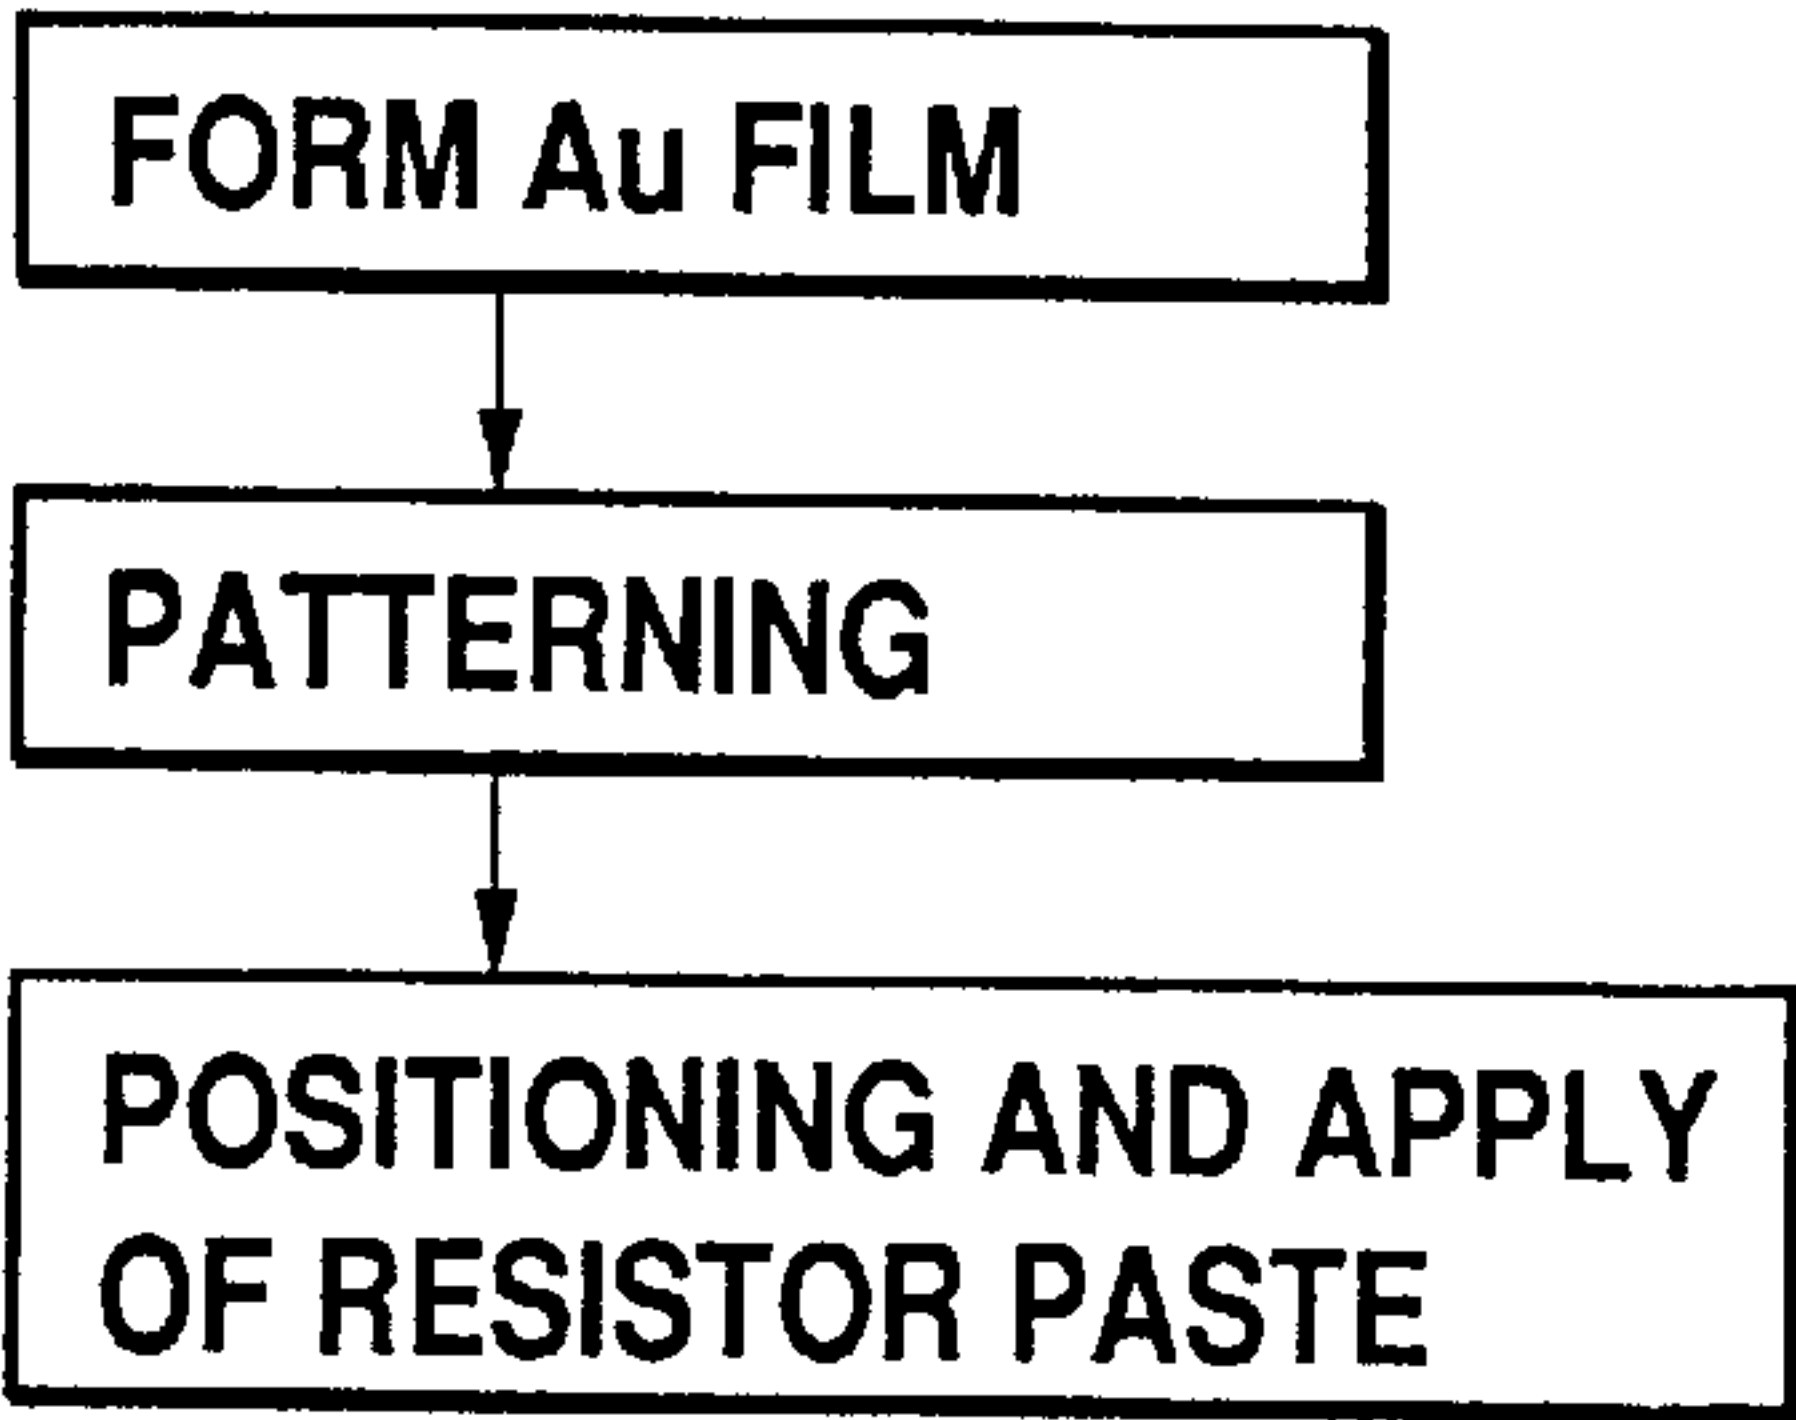 FORM Au FILM
PATTERNING
POSITIONING AND APPLY
OF RESISTOR PASTE